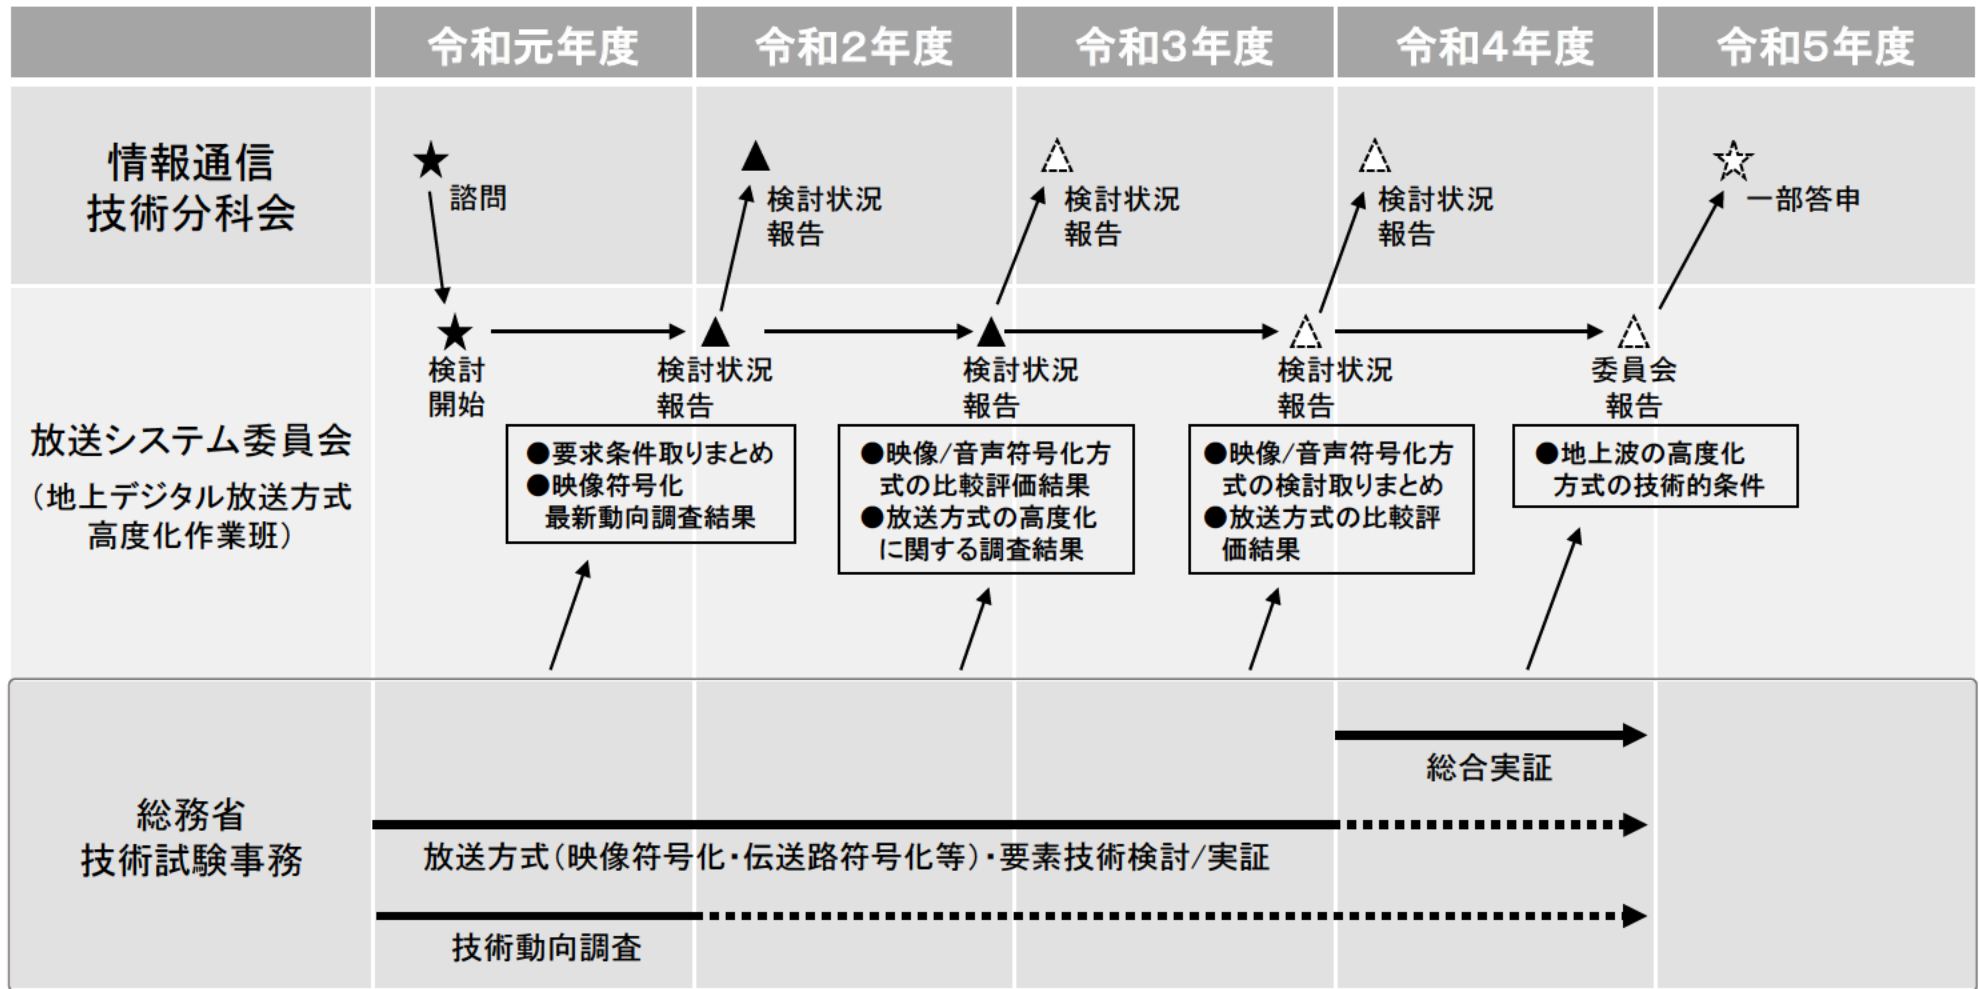 令和元年度
令和2年度
令和3年度
令和4年度
令和5年度
情報通信
技術分科会
諮問
検討状況
報告
検討状況
報告
検討状況
報告
一部答申
放送システム委員会
（地上デジタル放送方式
高度化作業班）
検討
開始
検討状況
報告
検討状況
報告
検討状況
報告
委員会
報告
●要求条件取りまとめ
●映像符号化
最新動向調査結果
●映像/音声符号化方
式の比較評価結果
●放送方式の高度化
に関する調査結果
●映像/音声符号化方
式の検討取りまとめ
●放送方式の比較評
価結果
●地上波の高度化
方式の技術的条件
総務省
技術試験事務
総合実証
放送方式（映像符号化・伝送路符号化等）・要素技術検討/実証
技術動向調査